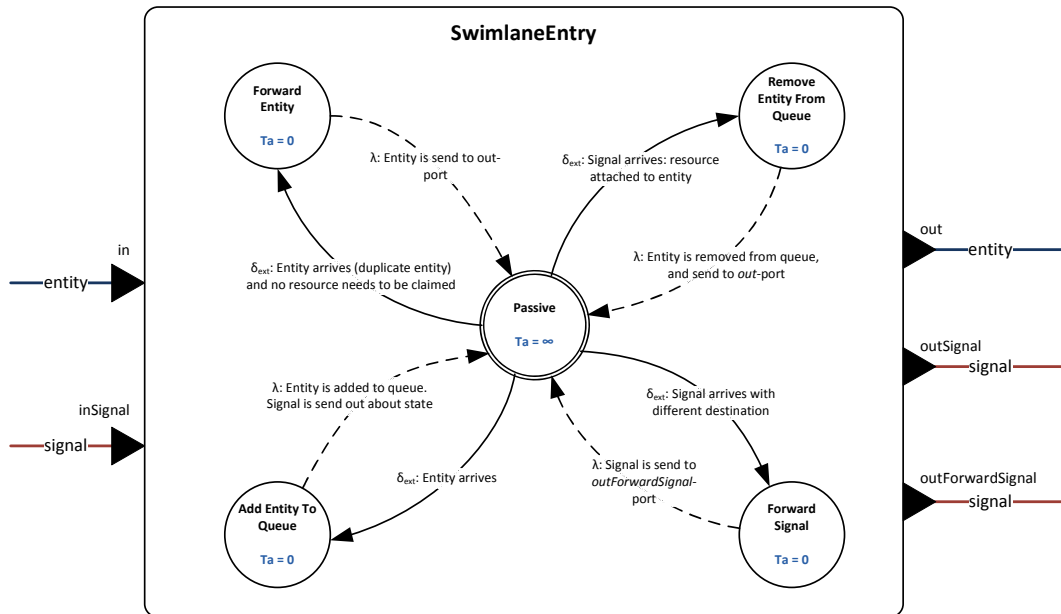 SwimlaneEntry
Forward
Entity
Ta = 0
Remove
Entity From
Queue
Ta = 0
λ: Entity is send to out-
port
δext: Signal arrives: resource
attached to entity
in
entity
δext: Entity arrives (duplicate entity)
and no resource needs to be claimed
λ: Entity is removed from queue,
and send to out-port
out
entity
Passive
Ta = ∞
outSignal
signal
λ: Entity is added to queue.
Signal is send out about state
δext: Signal arrives with
different destination
inSignal
signal
δext: Entity arrives
λ: Signal is send to
outForwardSignal-
port
outForwardSignal
signal
Add Entity To
Queue
Ta = 0
Forward
Signal
Ta = 0